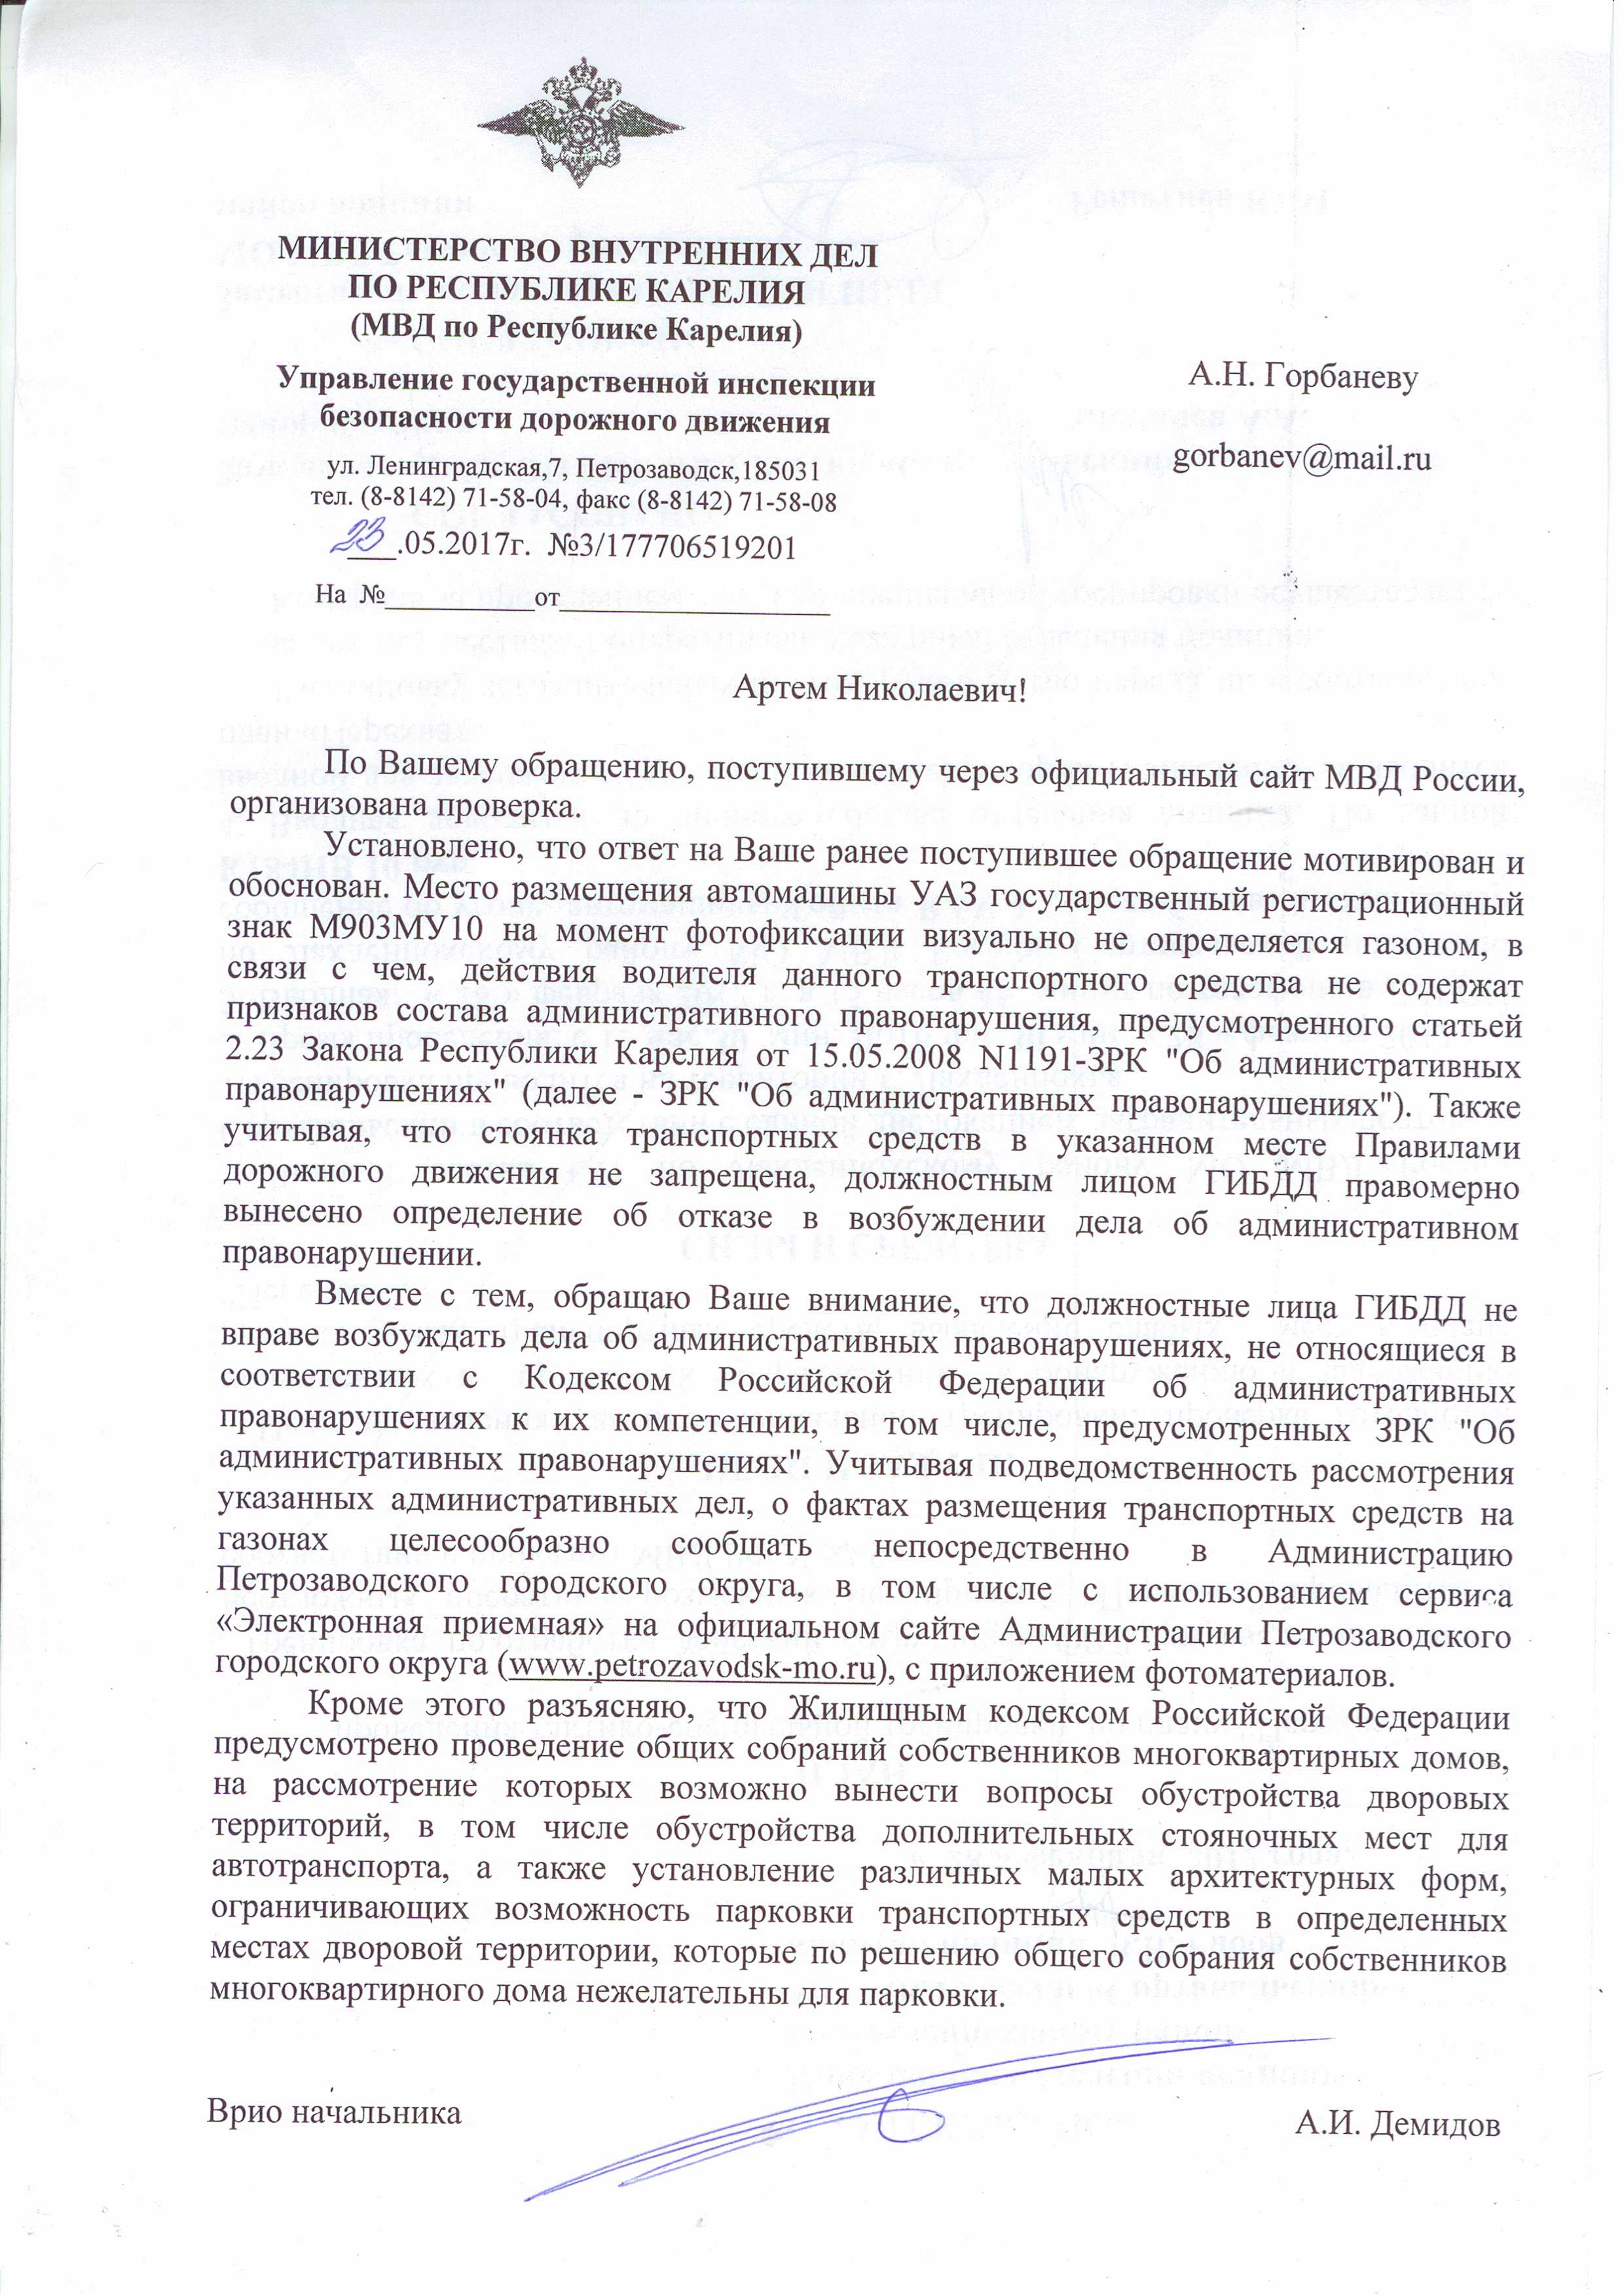 МИНИСТЕРСТВО ВНУТРЕННИХ ДЕЛ
ПО РЕСПУБЛИКЕ КАРЕЛИЯ
(МВД по Республике Карелия)
Управление государственной инспекции
безопасности дорожного движения
ул. Ленинградская,7, Петрозаводск,185031
тел. (8-8142) 71-58-04, факс (8-8142) 71-58-08
23.05.2017г. №3/177706519201
На №__________от__________________
А.Н. Горбаневу
gorbanev@mail.ru
Артем Николаевич!
По Вашему обращению, поступившему через официальный сайт МВД России,
организована проверка.
Установлено, что ответ на Ваше ранее поступившее обращение мотивирован и
обоснован. Место размещения автомашины УАЗ государственный регистрационный
знак М903МУ10 на момент фотофиксации визуально не определяется газоном, в
связи с чем, действия водителя данного транспортного средства не содержат
признаков состава административного правонарушения, предусмотренного статьей
2.23 Закона Республики Карелия от 15.05.2008 N1191-ЗРК "Об административных
правонарушениях" (далее - ЗРК "Об административных правонарушениях"). Также
учитывая, что стоянка транспортных средств в указанном месте Правилами
дорожного движения не запрещена, должностным лицом ГИБДД правомерно
вынесено определение об отказе в возбуждении дела об административном
правонарушении.
Вместе с тем, обращаю Ваше внимание, что должностные лица ГИБДД не
вправе возбуждать дела об административных правонарушениях, не относящиеся в
соответствии с Кодексом Российской Федерации об административных
правонарушениях к их компетенции, в том числе, предусмотренных ЗРК "Об
административных правонарушениях". Учитывая подведомственность рассмотрения
указанных административных дел, о фактах размещения транспортных средств на
газонах целесообразно сообщать непосредственно в Администрацию
Петрозаводского городского округа, в том числе с использованием сервиса
«Электронная приемная» на официальном сайте Администрации Петрозаводского
городского округа (www.petrozavodsk-mo.ru), с приложением фотоматериалов.
Кроме этого разъясняю, что Жилищным кодексом Российской Федерации
предусмотрено проведение общих собраний собственников многоквартирных домов,
на рассмотрение которых возможно вынести вопросы обустройства дворовых
территорий, в том числе обустройства дополнительных стояночных мест для
автотранспорта, а также установление различных малых архитектурных форм,
ограничивающих возможность парковки транспортных средств в определенных
местах дворовой территории, которые по решению общего собрания собственников
многоквартирного дома нежелательны для парковки.
Врио начальника
А.И. Демидов